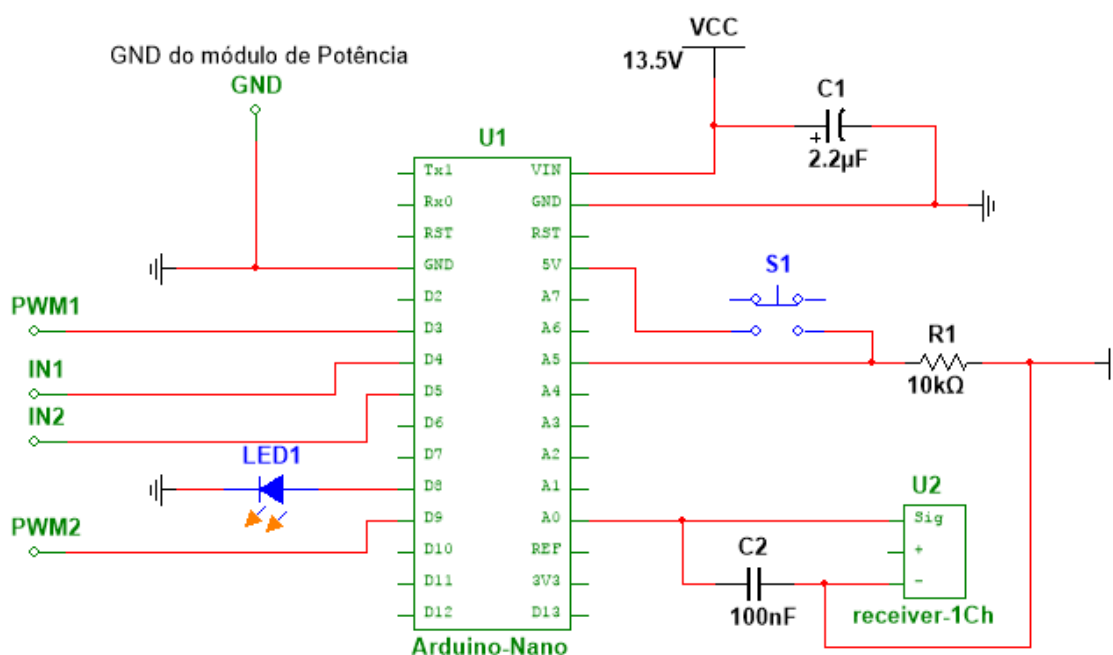 GND do módulo de Potência
GND
VCC
13.5V
C1
+
2.2µF
U1
Tx1
Rx0
RST
GND
D2
D3
D4
D5
D6
D7
D8
D9
D10
D11
D12
VIN
GND
RST
5V
A7
A6
A5
A4
A3
A2
A1
A0
REF
3V3
D13
Arduino-Nano
PWM1
IN1
IN2
LED1
PWM2
S1
R1
10kΩ
C2
100nF
U2
Sig
+
-
receiver-1Ch